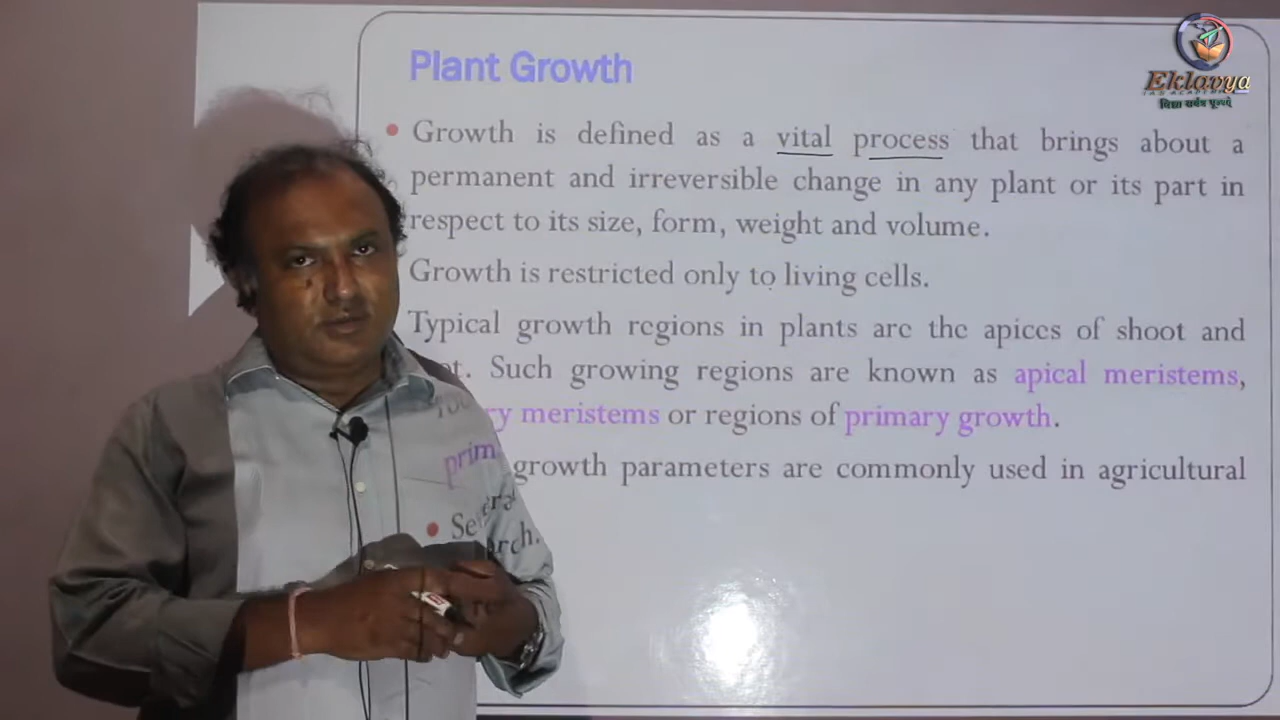 Plant Growth
Eklavya
• Growth is defined as a vital process that brings about a
permanent and irreversible change in any plant or its part in
respect to its size, form, weight and volume.
Growth is restricted only to living cells.
Typical growth regions in plants are the apices of shoot and
Such growing regions are known as apical meristems,
meristems or regions of primary growth.
growth parameters are commonly used in agricultural